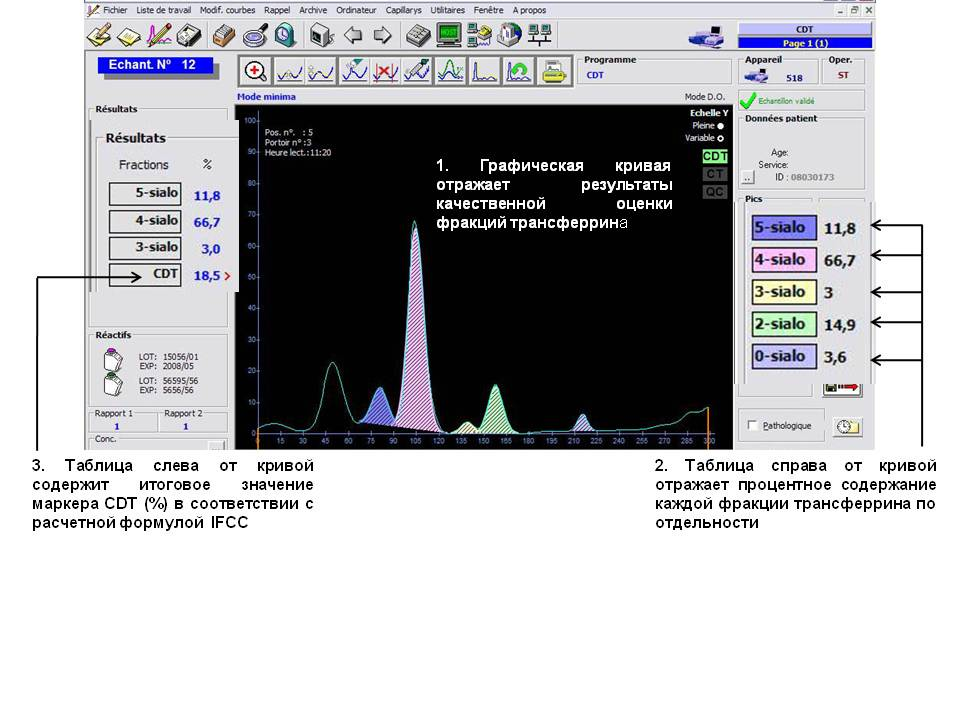 Fichier Liste de travail Modif. courbes Rappel Archive Ordinateur Capillarys Utilitaires Fenêtre A propos
CDT
Page 1 (1)
Echant. N° 12
Programme
CDT
Appareil
518
Oper.
ST
Mode minima
Mode D.O.
Echantillon validé
Résultats
Résultats
Fractions %
5-sialo 11,8
4-sialo 66,7
3-sialo 3,0
CDT 18,5 >
Réactifs
LOT: 15056/01
EXP: 2008/05
LOT: 56595/56
EXP: 5656/56
Rapport 1 Rapport 2
1 1
Conc.
Pos. n°. : 5
Portoir n° :3
Heure lect.:11:20
Echelle Y
Pleine
Variable
CDT
CT
QC
1. Графическая кривая
отражает результаты
качественной оценки
фракций трансферрина
100
90
80
70
60
50
40
30
20
10
0 15 30 45 60 75 90 105 120 135 150 165 180 195 210 225 240 255 270 285 300
Données patient
Age:
Service:
.. ID : 08030173
Pics
5-sialo 11,8
4-sialo 66,7
3-sialo 3
2-sialo 14,9
0-sialo 3,6
Pathologique
3. Таблица слева от кривой
содержит итоговое значение
маркера CDT (%) в соответствии с
расчетной формулой IFCC
2. Таблица справа от кривой
отражает процентное содержание
каждой фракции трансферрина по
отдельности